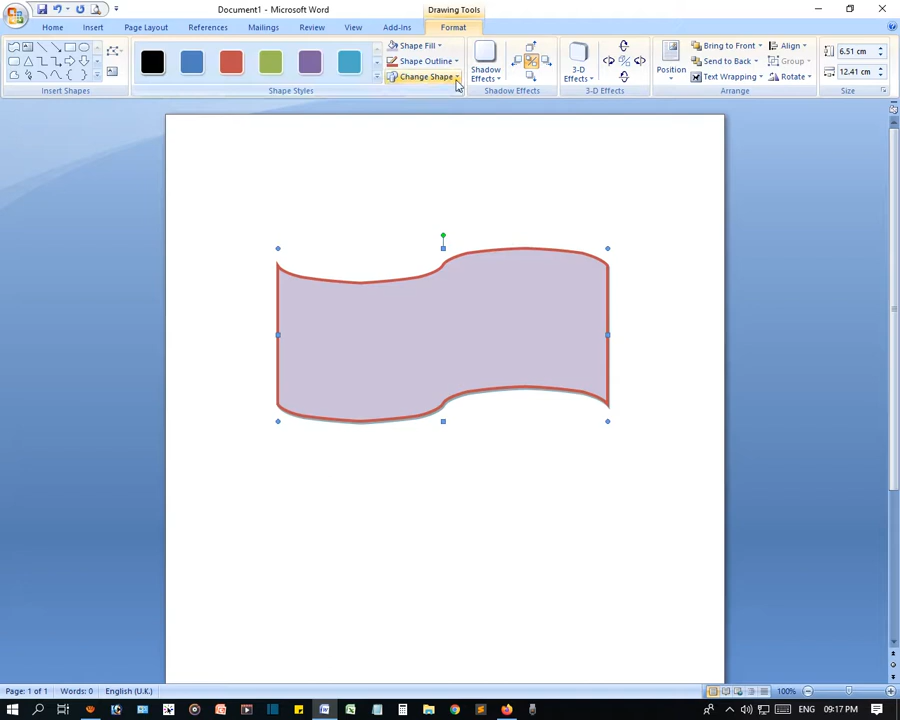 Document1 - Microsoft Word
Drawing Tools
Home
Insert
Page Layout
References
Mailings
Review
View
Add-Ins
Format
Shape Fill
Shape Outline
Change Shape
Shadow
Effects
3-D
Effects
Position
Bring to Front
Send to Back
Text Wrapping
Align
Group
Rotate
6.51 cm
12.41 cm
Insert Shapes
Shape Styles
Shadow Effects
3-D Effects
Arrange
Size
Page: 1 of 1
Words: 0
English (U.K.)
100%
ENG
09:17 PM